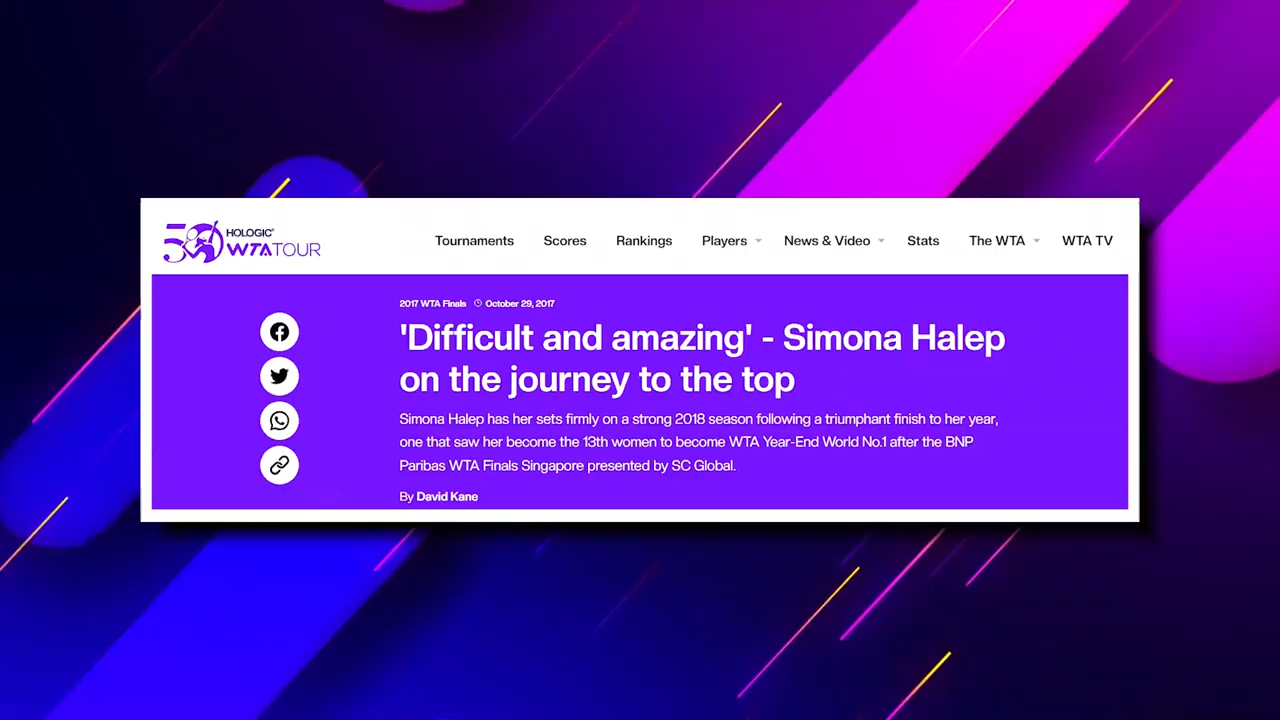 50 HOLOGIC®
WTATOUR
Tournaments Scores Rankings Players News & Video Stats The WTA WTA TV
2017 WTA Finals October 29, 2017
'Difficult and amazing' - Simona Halep
on the journey to the top
Simona Halep has her sets firmly on a strong 2018 season following a triumphant finish to her year,
one that saw her become the 13th women to become WTA Year-End World No.1 after the BNP
Paribas WTA Finals Singapore presented by SC Global.
By David Kane